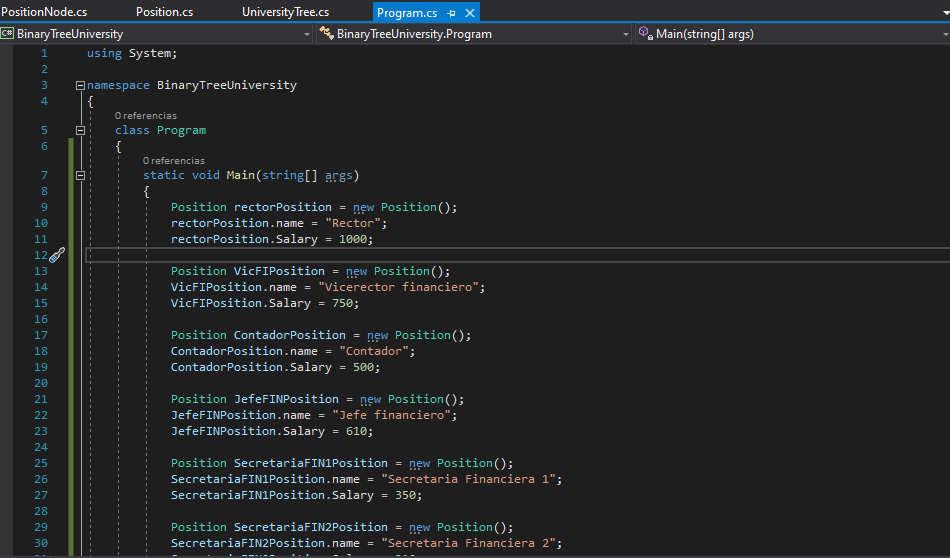 PositionNode.cs Position.cs UniversityTree.cs Program.cs
C# BinaryTreeUniversity BinaryTreeUniversity.Program Main(string[] args)
1 using System;
2
3 namespace BinaryTreeUniversity
4 {
0 referencias
5 class Program
6 {
0 referencias
7 static void Main(string[] args)
8 {
9 Position rectorPosition = new Position();
10 rectorPosition.name = "Rector";
11 rectorPosition.Salary = 1000;
12
13 Position VicFIPosition = new Position();
14 VicFIPosition.name = "Vicerector financiero";
15 VicFIPosition.Salary = 750;
16
17 Position ContadorPosition = new Position();
18 ContadorPosition.name = "Contador";
19 ContadorPosition.Salary = 500;
20
21 Position JefeFINPosition = new Position();
22 JefeFINPosition.name = "Jefe financiero";
23 JefeFINPosition.Salary = 610;
24
25 Position SecretariaFIN1Position = new Position();
26 SecretariaFIN1Position.name = "Secretaria Financiera 1";
27 SecretariaFIN1Position.Salary = 350;
28
29 Position SecretariaFIN2Position = new Position();
30 SecretariaFIN2Position.name = "Secretaria Financiera 2";